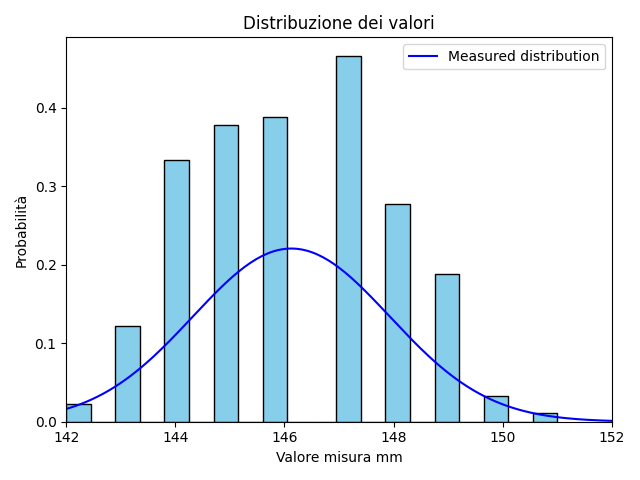 Distribuzione dei valori
Measured distribution
Probabilità
0.4
0.3
0.2
0.1
0.0
142 144 146 148 150 152
Valore misura mm